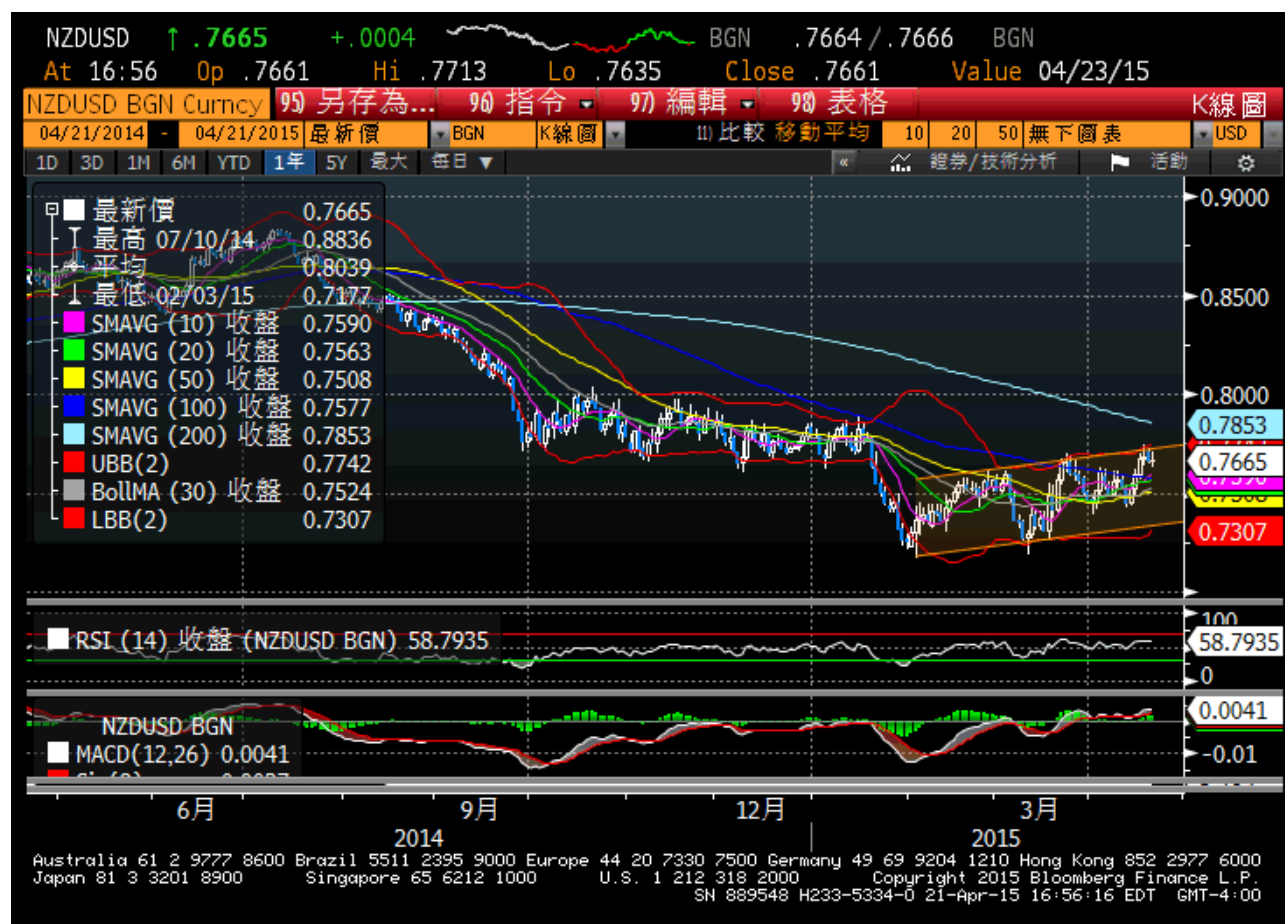 NZDUSD ↑ .7665 +.0004 BGN .7664 / .7666 BGN
At 16:56 Op .7661 Hi .7713 Lo .7635 Close .7661 Value 04/23/15
NZDUSD BGN Curncy 95) 另存為... 96) 指令 97) 編輯 98) 表格 K線圖
04/21/2014 - 04/21/2015 最新價 BGN K線圖 11) 比較 移動平均 10 20 50 無下圖表 USD
1D 3D 1M 6M YTD 1年 5Y 最大 每日 ▼ « 證券/技術分析 活動
最新價 0.7665
最高 07/10/14 0.8836
平均 0.8039
最低 02/03/15 0.7177
SMAVG (10) 收盤 0.7590
SMAVG (20) 收盤 0.7563
SMAVG (50) 收盤 0.7508
SMAVG (100) 收盤 0.7577
SMAVG (200) 收盤 0.7853
UBB(2) 0.7742
BollMA (30) 收盤 0.7524
LBB(2) 0.7307
0.9000
0.8500
0.8000
0.7853
0.7665
0.7307
RSI (14) 收盤 (NZDUSD BGN) 58.7935
100
58.7935
0
NZDUSD BGN
MACD(12,26) 0.0041
0.0041
-0.01
6月 9月 12月 3月
2014 2015
Australia 61 2 9777 8600 Brazil 5511 2395 9000 Europe 44 20 7330 7500 Germany 49 69 9204 1210 Hong Kong 852 2977 6000
Japan 81 3 3201 8900 Singapore 65 6212 1000 U.S. 1 212 318 2000 Copyright 2015 Bloomberg Finance L.P.
SN 889548 H233-5334-0 21-Apr-15 16:56:16 EDT GMT-4:00